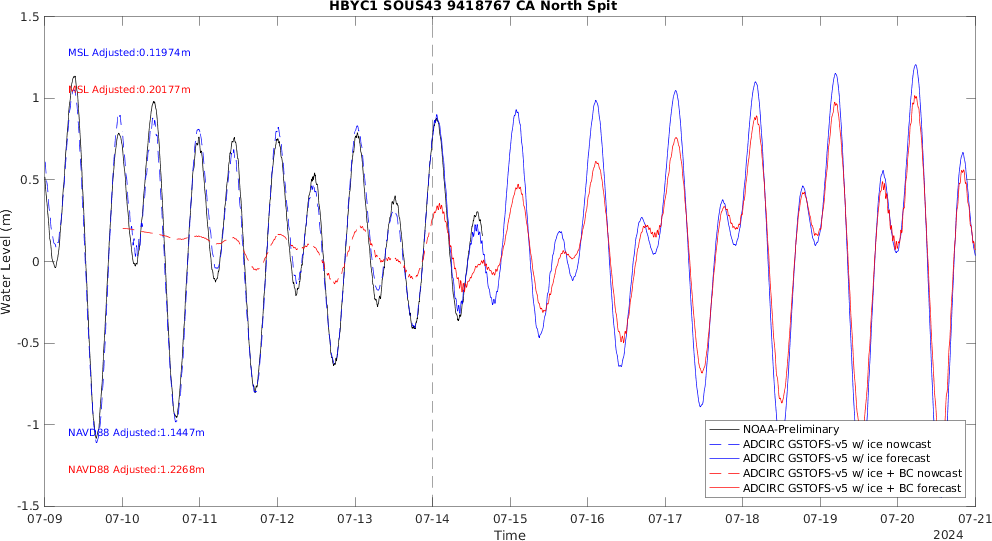 HBYC1 SOUS43 9418767 CA North Spit
1.5
1
0.5
0
-0.5
-1
-1.5
Water Level (m)
MSL Adjusted:0.11974m
MSL Adjusted:0.20177m
NAVD88 Adjusted:1.1447m
NAVD88 Adjusted:1.2268m
NOAA-Preliminary
ADCIRC GSTOFS-v5 w/ ice nowcast
ADCIRC GSTOFS-v5 w/ ice forecast
ADCIRC GSTOFS-v5 w/ ice + BC nowcast
ADCIRC GSTOFS-v5 w/ ice + BC forecast
07-09 07-10 07-11 07-12 07-13 07-14 07-15 07-16 07-17 07-18 07-19 07-20 07-21
Time
2024